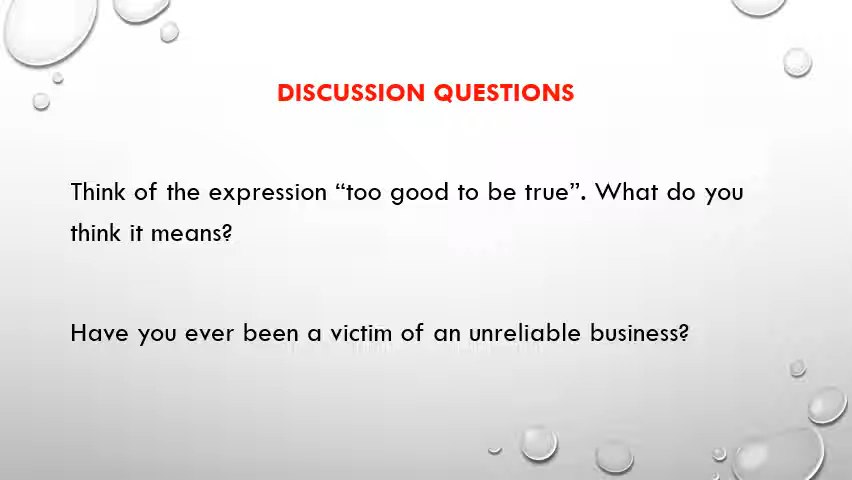 DISCUSSION QUESTIONS
Think of the expression “too good to be true”. What do you
think it means?
Have you ever been a victim of an unreliable business?